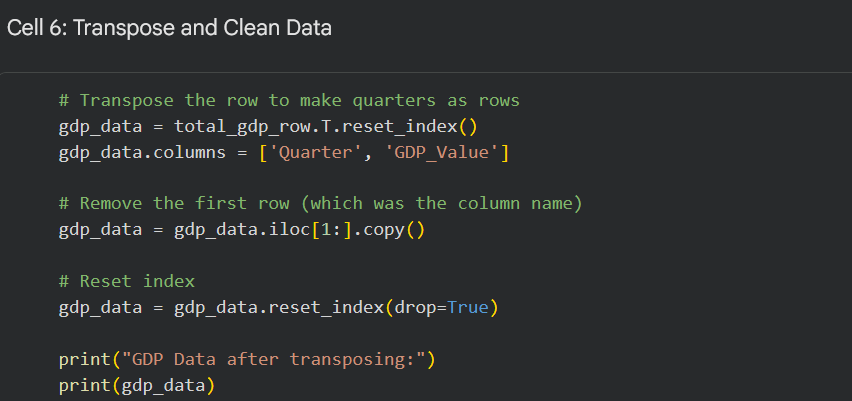 Cell 6: Transpose and Clean Data
# Transpose the row to make quarters as rows
gdp_data = total_gdp_row.T.reset_index()
gdp_data.columns = ['Quarter', 'GDP_Value']
# Remove the first row (which was the column name)
gdp_data = gdp_data.iloc[1:].copy()
# Reset index
gdp_data = gdp_data.reset_index(drop=True)
print("GDP Data after transposing:")
print(gdp_data)